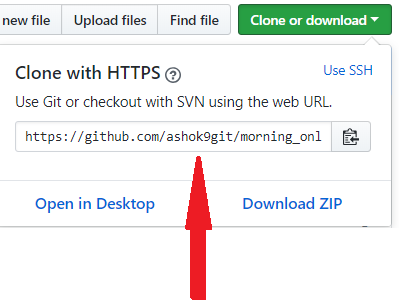 new file Upload files Find file Clone or download
Clone with HTTPS ? Use SSH
Use Git or checkout with SVN using the web URL.
https://github.com/ashok9git/morning_onl
Open in Desktop Download ZIP